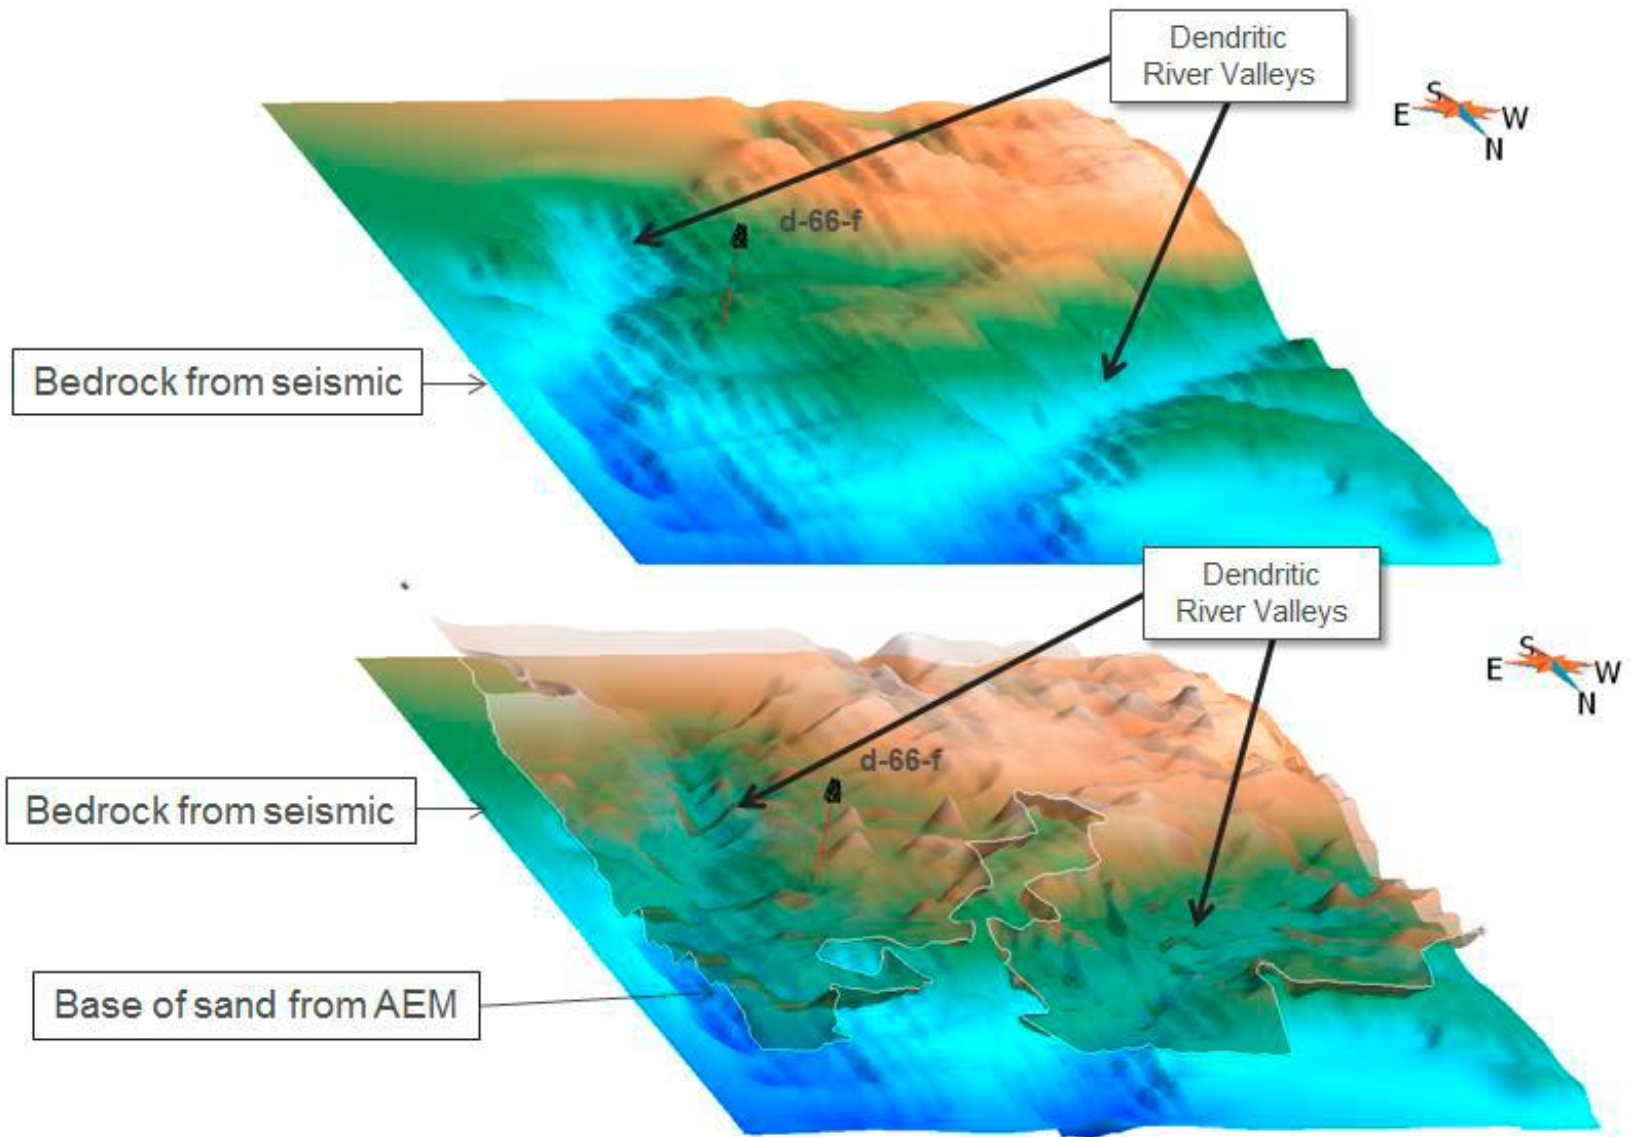 Dendritic
River Valleys
S
E
W
N
d-66-f
Bedrock from seismic
Dendritic
River Valleys
S
E
W
N
d-66-f
Bedrock from seismic
Base of sand from AEM